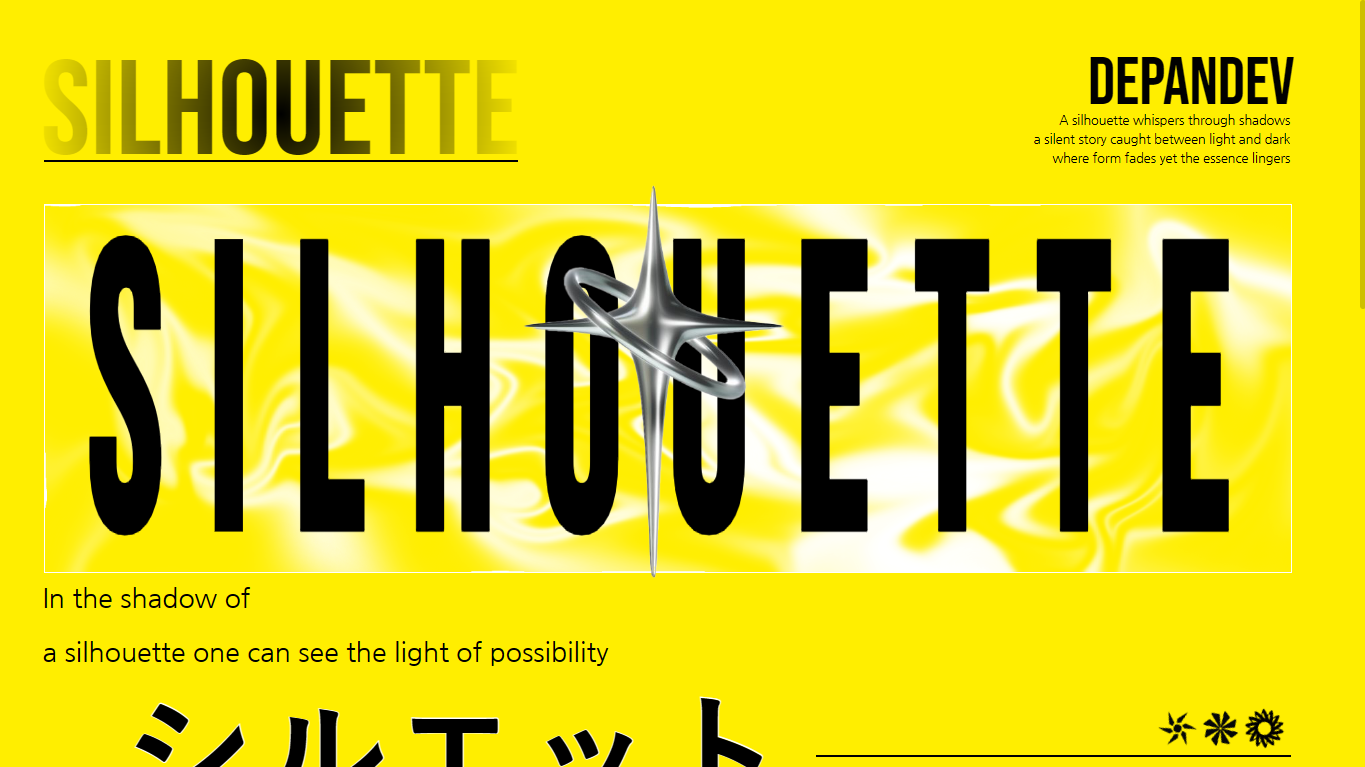 SILHOUETTE
DEPANDEV
A silhouette whispers through shadows
a silent story caught between light and dark
where form fades yet the essence lingers
SILHOUETTE
In the shadow of
a silhouette one can see the light of possibility
シルエット